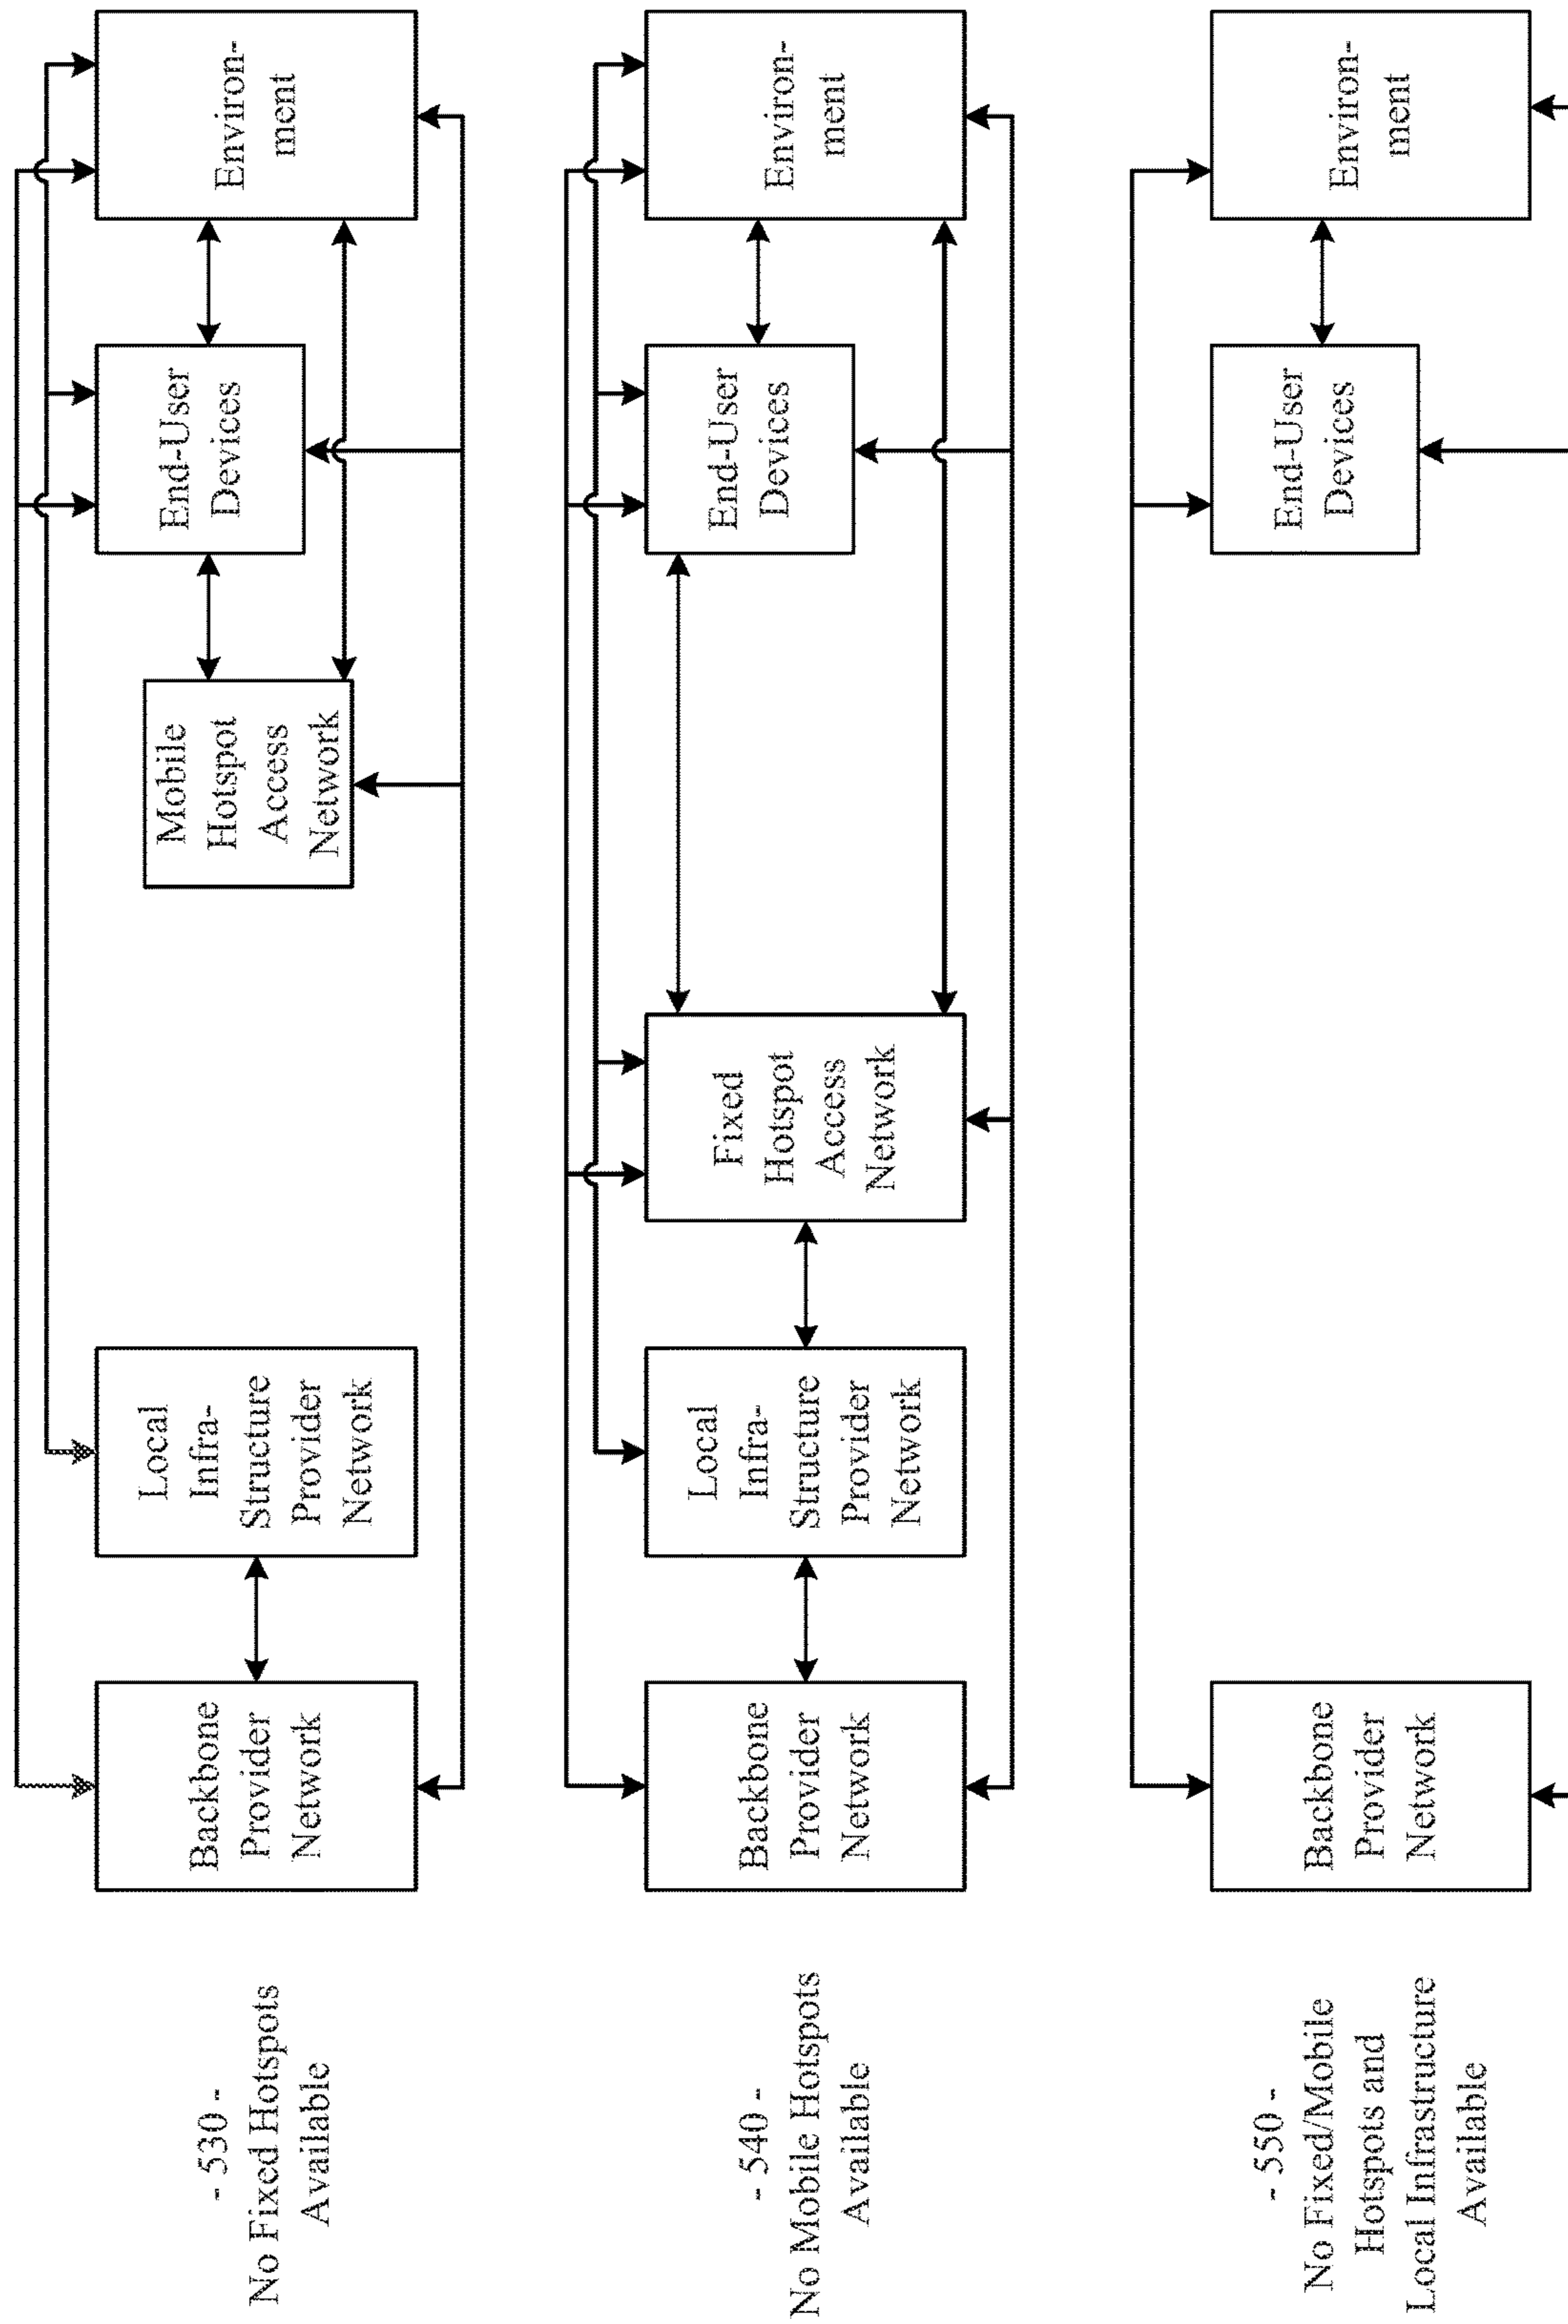 - 530 -
No Fixed Hotspots
Available
Backbone
Provider
Network
Local
Infra-
Structure
Provider
Network
Mobile
Hotspot
Access
Network
End-User
Devices
Environ-
ment
- 540 -
No Mobile Hotspots
Available
Backbone
Provider
Network
Local
Infra-
Structure
Provider
Network
Fixed
Hotspot
Access
Network
End-User
Devices
Environ-
ment
- 550 -
No Fixed/Mobile
Hotspots and
Local Infrastructure
Available
Backbone
Provider
Network
End-User
Devices
Environ-
ment